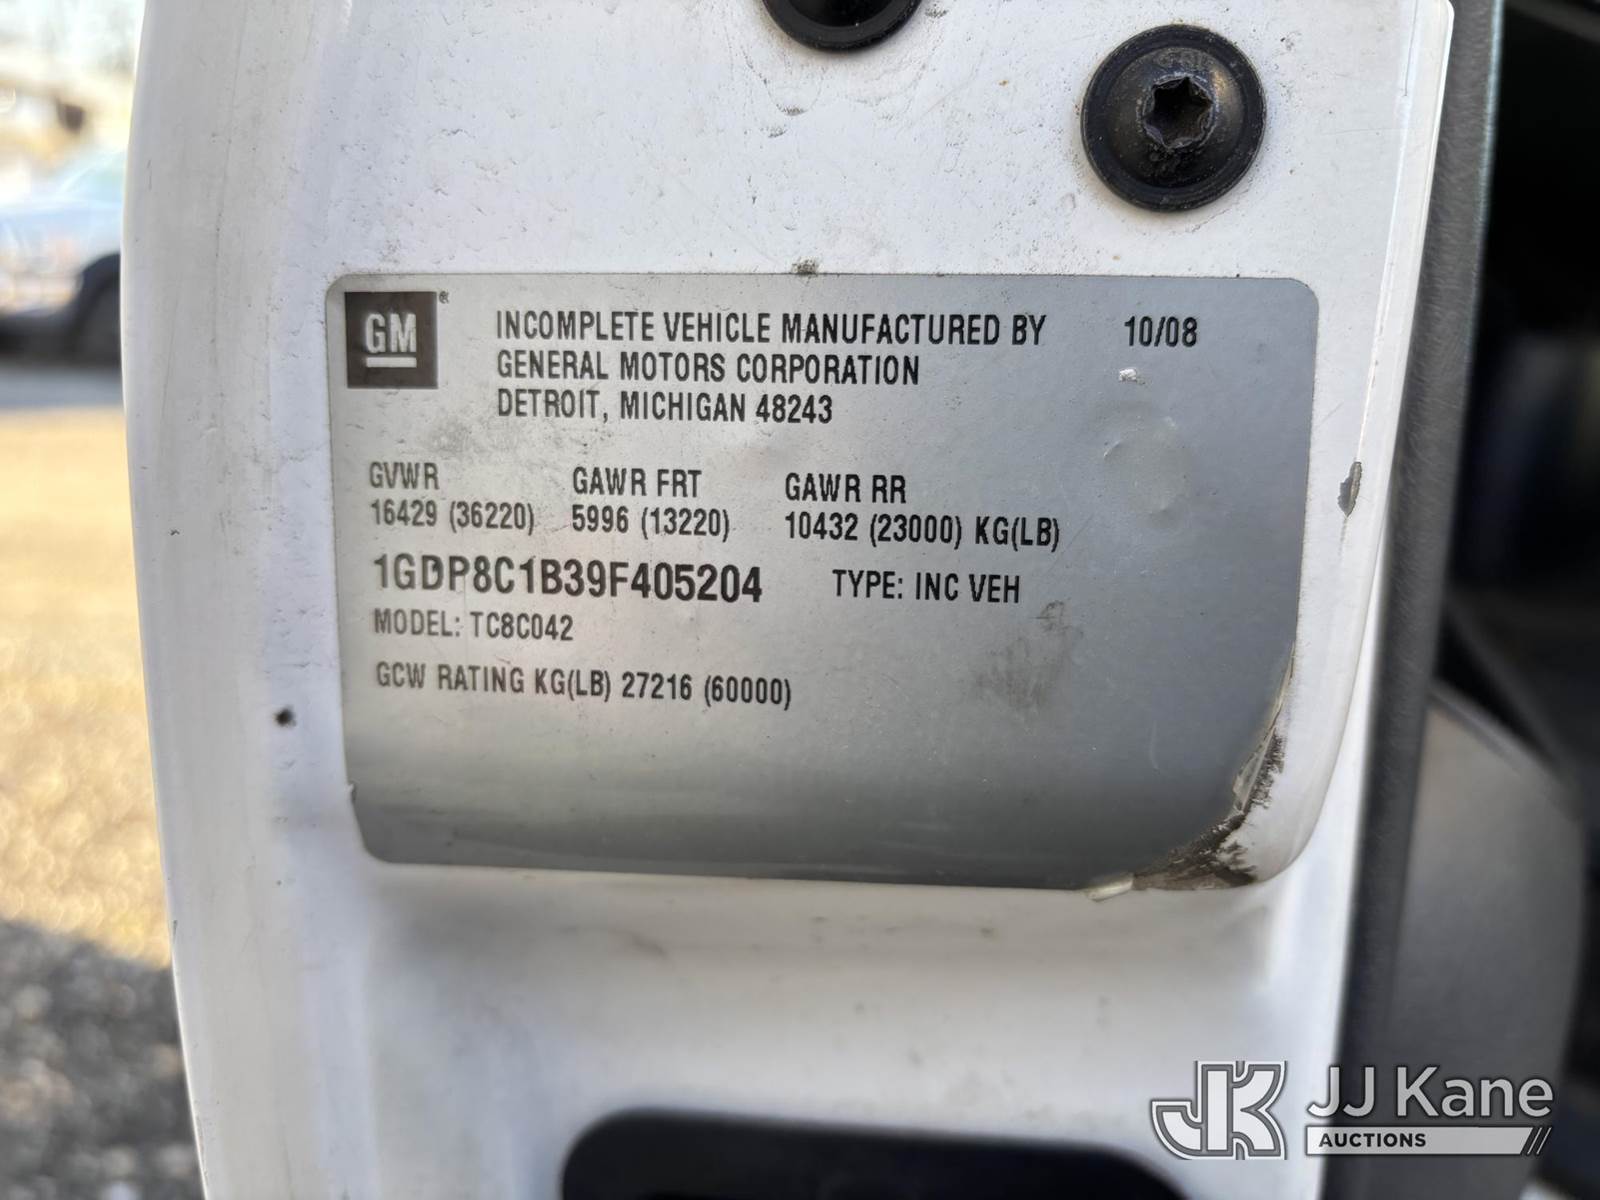 GM
INCOMPLETE VEHICLE MANUFACTURED BY 10/08
GENERAL MOTORS CORPORATION
DETROIT, MICHIGAN 48243
GVWR GAWR FRT GAWR RR
16429 (36220) 5996 (13220) 10432 (23000) KG(LB)
1GDP8C1B39F405204 TYPE: INC VEH
MODEL: TC8C042
GCW RATING KG(LB) 27216 (60000)
JK JJ Kane
AUCTIONS